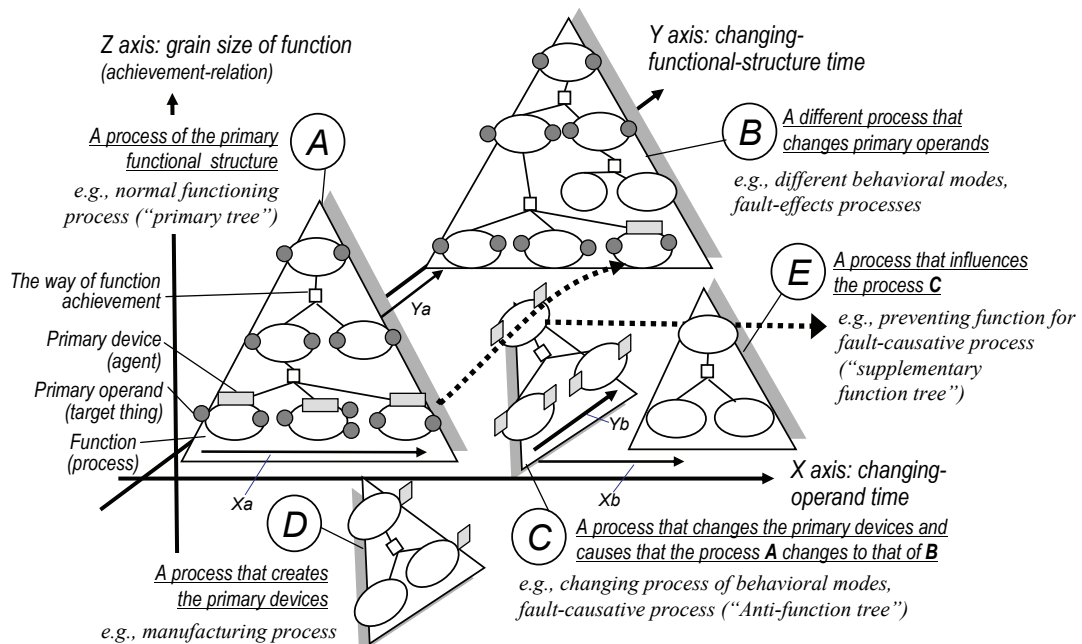 Z axis: grain size of function
(achievement-relation)
Y axis: changing-
functional-structure time
A
A process of the primary
functional structure
e.g., normal functioning
process (“primary tree”)
B
A different process that
changes primary operands
e.g., different behavioral modes,
fault-effects processes
The way of function
achievement
Primary device
(agent)
Primary operand
(target thing)
Function
(process)
Ya
E
A process that influences
the process C
e.g., preventing function for
fault-causative process
(“supplementary
function tree”)
Yb
Xa
Xb
X axis: changing-
operand time
D
A process that creates
the primary devices
e.g., manufacturing process
C
A process that changes the primary devices and
causes that the process A changes to that of B
e.g., changing process of behavioral modes,
fault-causative process (“Anti-function tree”)